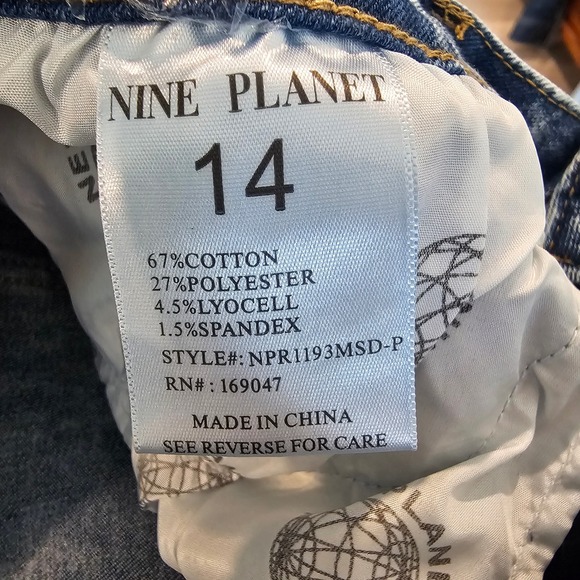 NINE PLANET
14
67%COTTON
27%POLYESTER
4.5%LYOCELL
1.5%SPANDEX
STYLE#: NPR1193MSD-P
RN#: 169047
MADE IN CHINA
SEE REVERSE FOR CARE